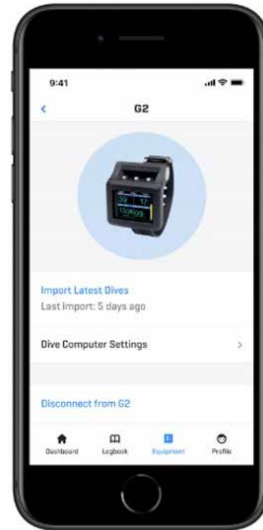 9:41
G2
Import Latest Dives
Last import: 5 days ago
Dive Computer Settings
Disconnect from G2
Dashboard
Logbook
Equipment
Profile